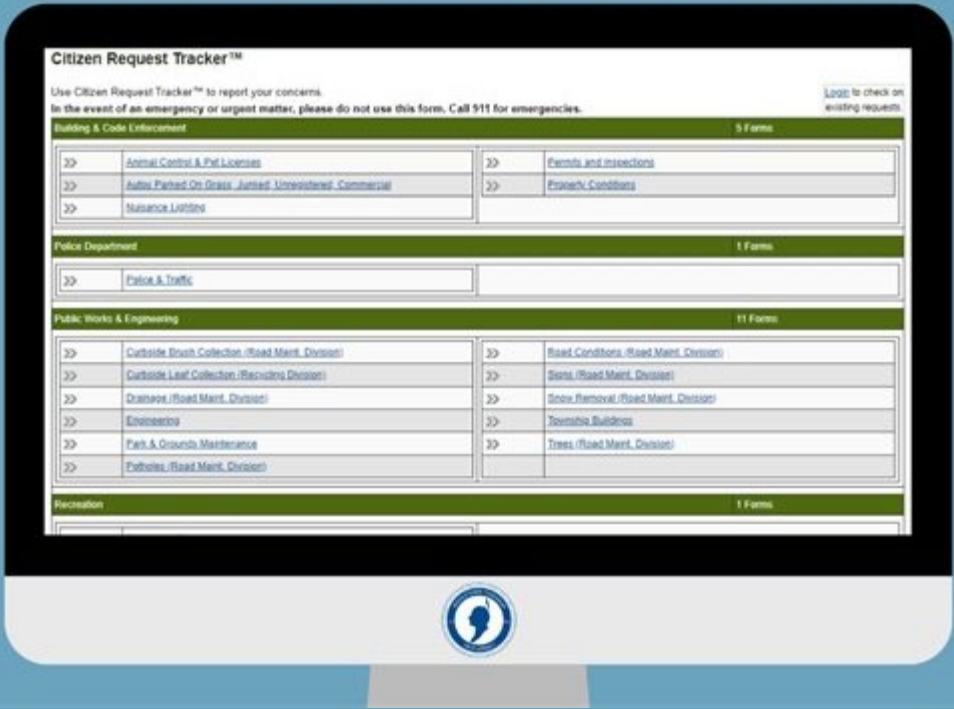 Citizen Request Tracker™
Use Citizen Request Tracker™ to report your concerns.
Login to check on
In the event of an emergency or urgent matter, please do not use this form. Call 911 for emergencies.
existing requests
Building & Code Enforcement 5 Forms
>> Animal Control & Pet Licenses >> Permits and Inspections
>> Autos Parked On Grass, Junked, Unregistered, Commercial >> Property Conditions
>> Nuisance Lighting
Police Department 1 Forms
>> Police & Traffic
Public Works & Engineering 11 Forms
>> Curbside Brush Collection (Road Maint. Division) >> Road Conditions (Road Maint. Division)
>> Curbside Leaf Collection (Recycling Division) >> Signs (Road Maint. Division)
>> Drainage (Road Maint. Division) >> Snow Removal (Road Maint. Division)
>> Engineering >> Township Buildings
>> Park & Grounds Maintenance >> Trees (Road Maint. Division)
>> Potholes (Road Maint. Division)
Recreation 1 Forms